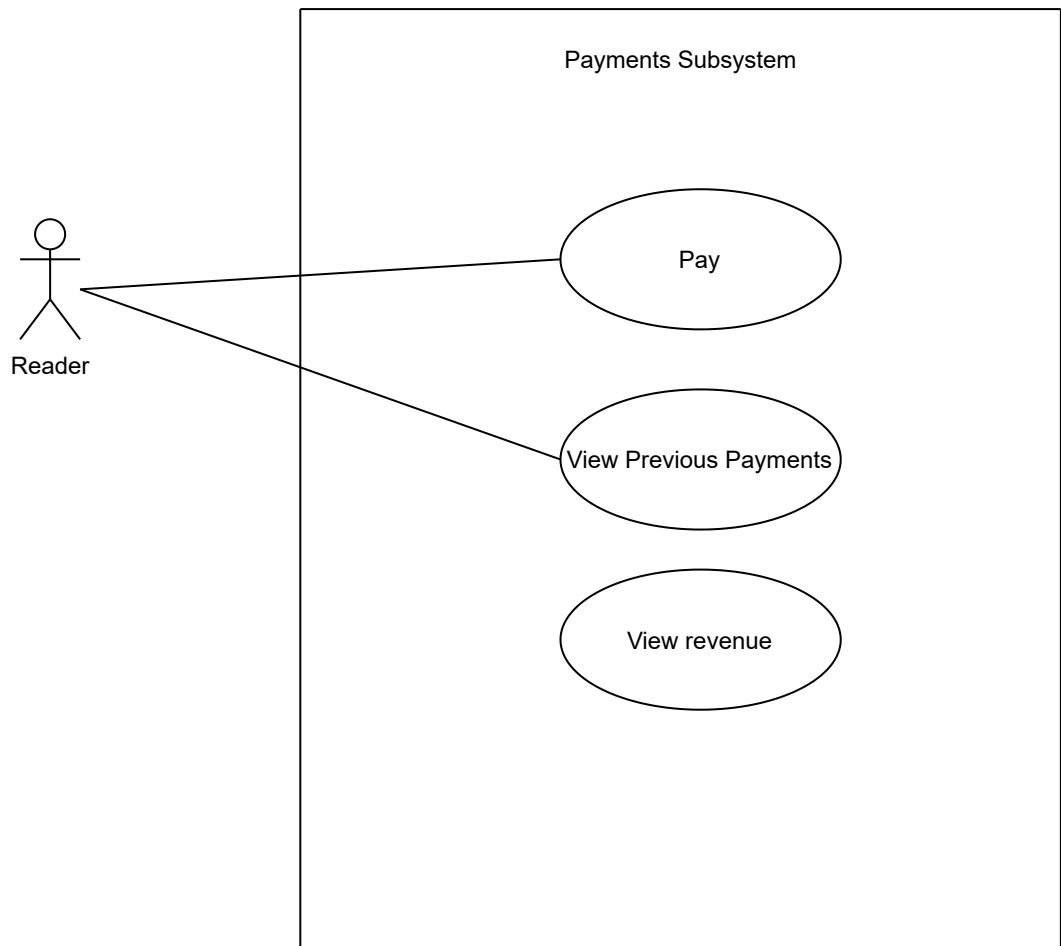 Payments Subsystem
Pay
Reader
View Previous Payments
View revenue